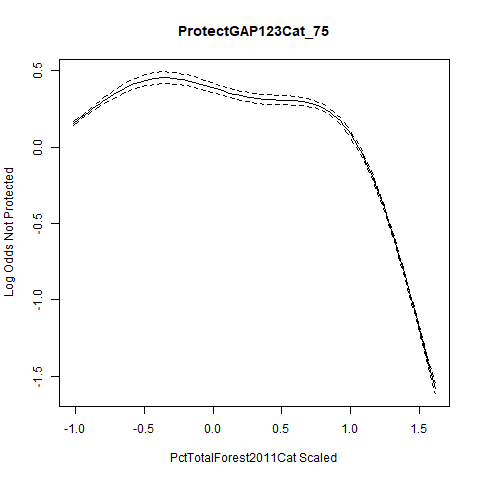 ProtectGAP123Cat_75
Log Odds Not Protected
0.5
0.0
-0.5
-1.0
-1.5
-1.0 -0.5 0.0 0.5 1.0 1.5
PctTotalForest2011Cat Scaled